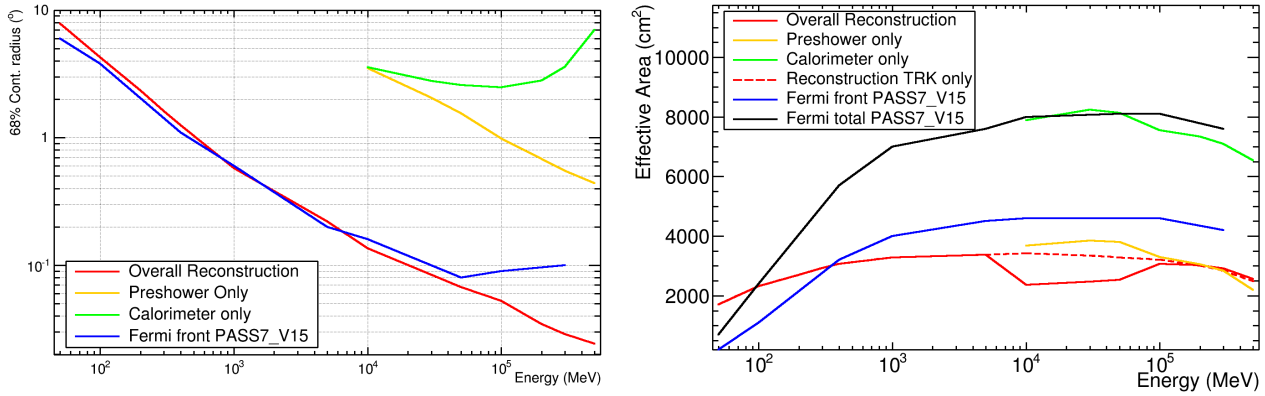 68% Cont. radius (°)
10
1
10⁻¹
Overall Reconstruction
Preshower Only
Calorimeter only
Fermi front PASS7_V15
10² 10³ 10⁴ 10⁵
Energy (MeV)
Effective Area (cm²)
10000
8000
6000
4000
2000
Overall Reconstruction
Preshower only
Calorimeter only
Reconstruction TRK only
Fermi front PASS7_V15
Fermi total PASS7_V15
10² 10³ 10⁴ 10⁵
Energy (MeV)